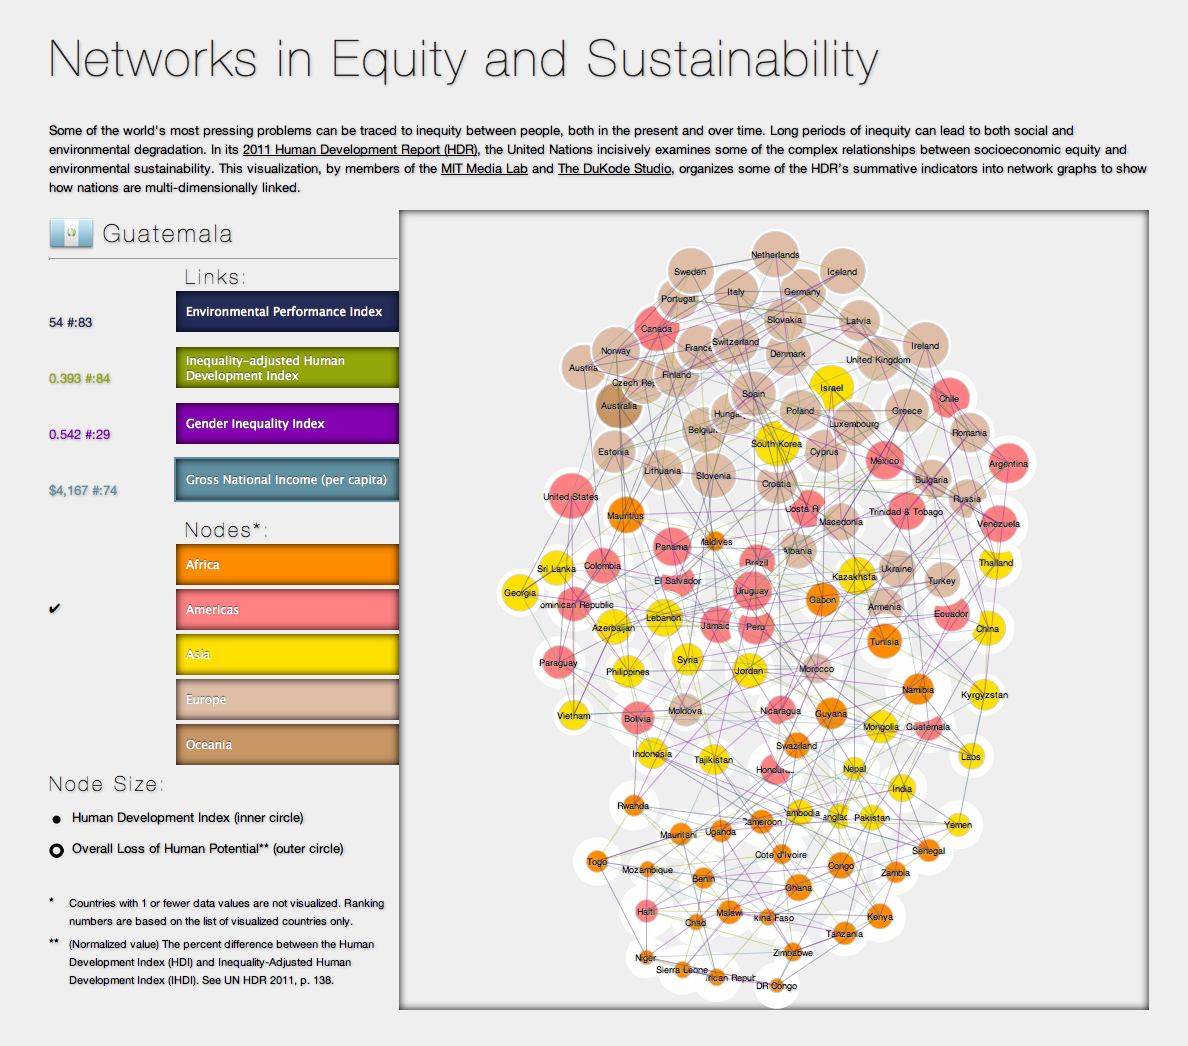 Networks in Equity and Sustainability
Some of the world's most pressing problems can be traced to inequity between people, both in the present and over time. Long periods of inequity can lead to both social and
environmental degradation. In its 2011 Human Development Report (HDR), the United Nations incisively examines some of the complex relationships between socioeconomic equity and
environmental sustainability. This visualization, by members of the MIT Media Lab and The DuKode Studio, organizes some of the HDR's summative indicators into network graphs to show
how nations are multi-dimensionally linked.
Guatemala
Links:
54 #:83
Environmental Performance Index
0.393 #:84
Inequality-adjusted Human
Development Index
0.542 #:29
Gender Inequality Index
$4,167 #:74
Gross National Income (per capita)
Nodes*:
Africa
✔
Americas
Asia
Europe
Oceania
Node Size:
Human Development Index (inner circle)
Overall Loss of Human Potential** (outer circle)
* Countries with 1 or fewer data values are not visualized. Ranking
numbers are based on the list of visualized countries only.
** (Normalized value) The percent difference between the Human
Development Index (HDI) and Inequality-Adjusted Human
Development Index (IHDI). See UN HDR 2011, p. 138.
Netherlands
Sweden
Iceland
Italy
Germany
Portugal
Slovakia
Latvia
Canada
Switzerland
France
Ireland
Norway
Denmark
United Kingdom
Austria
Finland
Czech Rep
Israel
Spain
Chile
Australia
Poland
Greece
Hunga
Luxembourg
Belgium
Romania
South Korea
Estonia
Cyprus
Mexico
Argentina
Lithuania
Slovenia
Bulgaria
Croatia
United States
Russia
Costa R
Trinidad & Tobago
Mauritius
Macedonia
Venezuela
Maldives
Panama
Albania
Brazil
Thailand
Colombia
Sri Lanka
Ukraine
Kazakhsta
El Salvador
Turkey
Uruguay
Georgia
Gabon
ominican Republic
Armenia
Ecuador
Lebanon
Jamaic
Peru
Azerbaijan
China
Tunisia
Syria
Paraguay
Morocco
Jordan
Philippines
Namibia
Kyrgyzstan
Moldova
Nicaragua
Guyana
Vietnam
Bolivia
Mongolia
Guatemala
Swaziland
Indonesia
Laos
Tajikistan
Honduras
Nepal
India
Rwanda
ambodia
anglad
Pakistan
Cameroon
Yemen
Uganda
Mauritani
Senegal
Cote d'Ivoire
Togo
Congo
Mozambique
Zambia
Benin
Ghana
Haiti
Malawi
kina Faso
Kenya
Chad
Tanzania
Zimbabwe
Niger
Sierra Leone
frican Republ
DR Congo